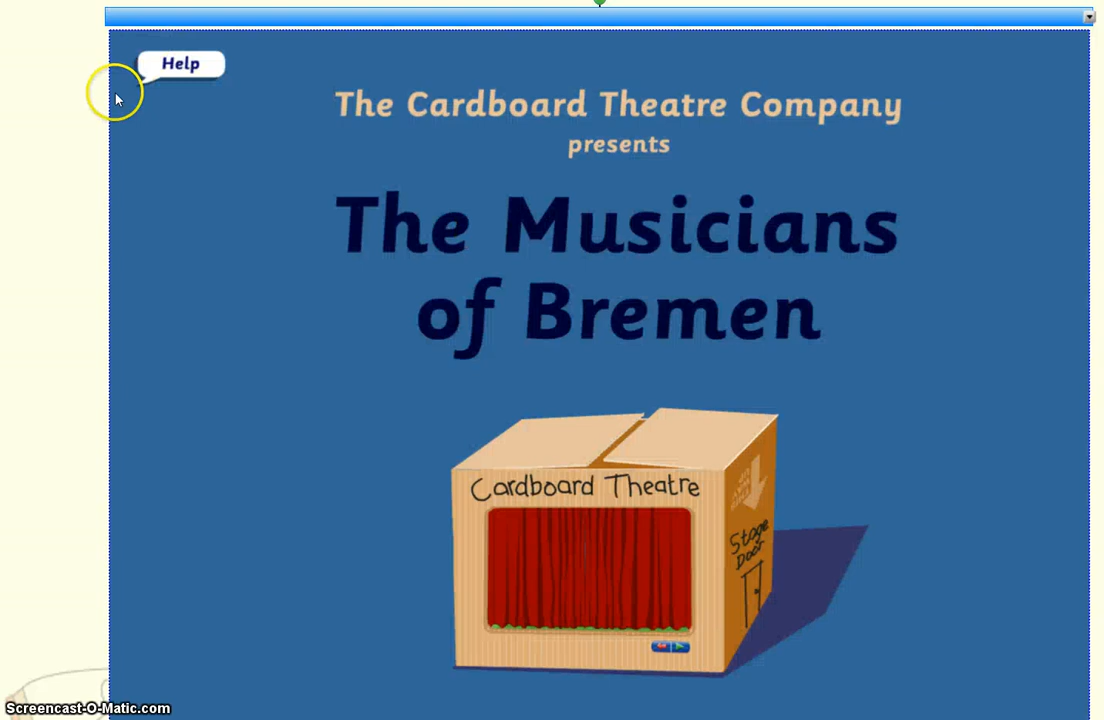 Help
The Cardboard Theatre Company
presents
The Musicians
of Bremen
Cardboard Theatre
Stage
Door
Screencast-O-Matic.com